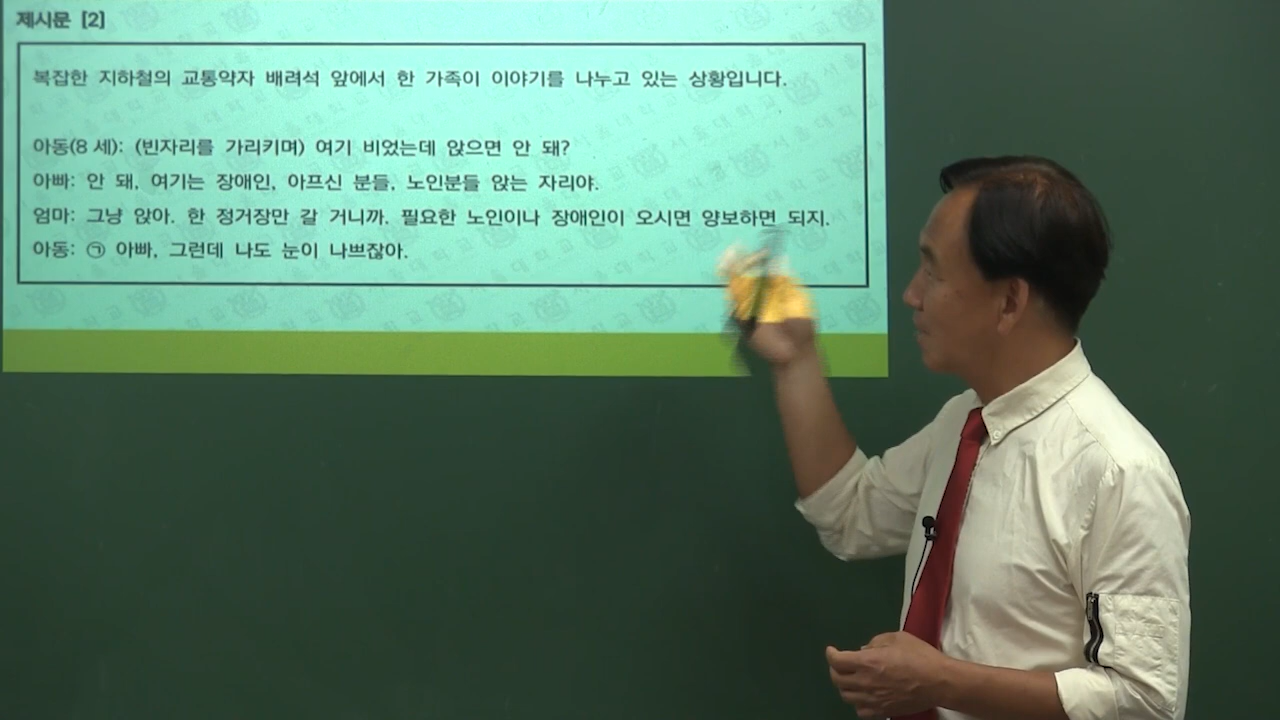 제시문 [2]
복잡한 지하철의 교통약자 배려석 앞에서 한 가족이 이야기를 나누고 있는 상황입니다.
아동(8 세): (빈자리를 가리키며) 여기 비었는데 앉으면 안 돼?
아빠: 안 돼, 여기는 장애인, 아프신 분들, 노인분들 앉는 자리야.
엄마: 그냥 앉아. 한 정거장만 갈 거니까. 필요한 노인이나 장애인이 오시면 양보하면 되지.
아동: ㉠ 아빠, 그런데 나도 눈이 나쁘잖아.